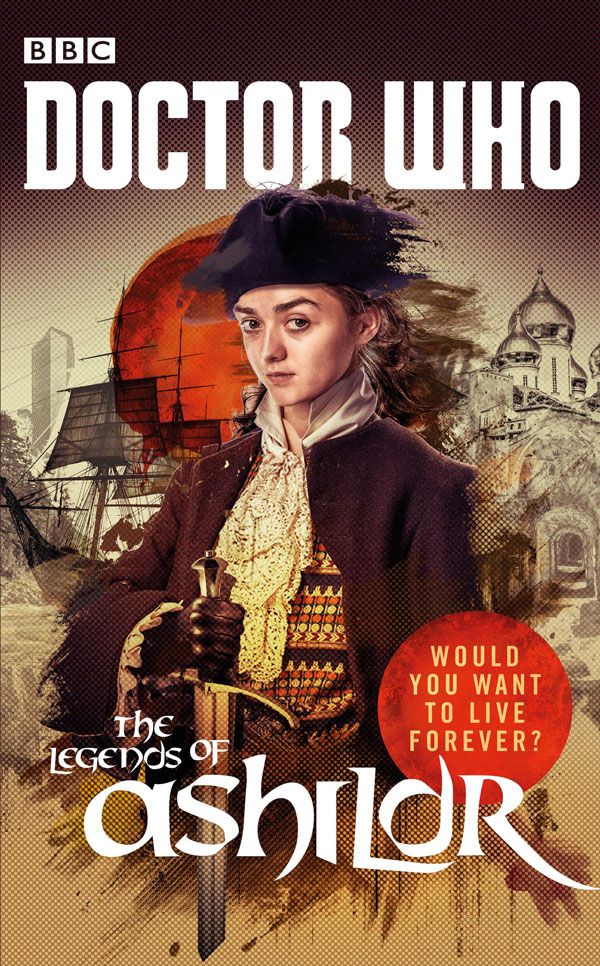 BBC
DOCTOR WHO
WOULD
YOU WANT
TO LIVE
FOREVER?
THE
LEGENDS OF
ASHILDR